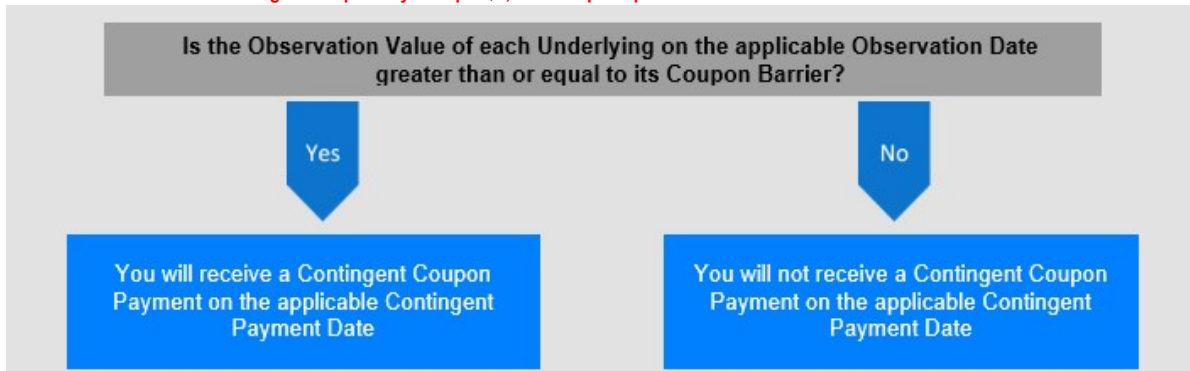 Is the Observation Value of each Underlying on the applicable Observation Date
greater than or equal to its Coupon Barrier?
Yes
No
You will receive a Contingent Coupon
Payment on the applicable Contingent
Payment Date
You will not receive a Contingent Coupon
Payment on the applicable Contingent
Payment Date